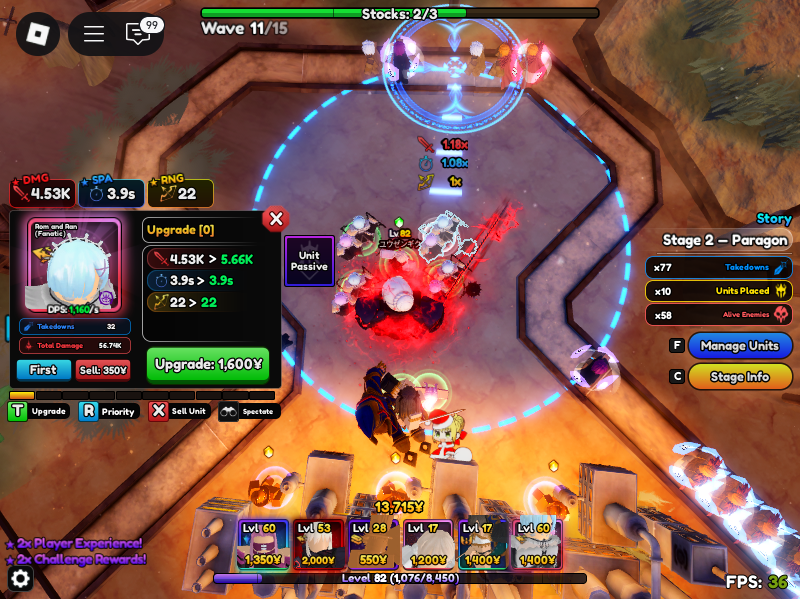 99
Stocks: 2/3
Wave 11/15
1.18x
1.08x
1x
DMG
4.53K
SPA
3.9s
RNG
22
Rom and Ran
(Fanatic)
DPS: 1,160/s
Takedowns 32
Total Damage 56.74K
First
Sell: 350¥
Upgrade [0]
4.53K > 5.66K
3.9s > 3.9s
22 > 22
Upgrade: 1,600¥
Unit
Passive
Lv 82
T Upgrade
R Priority
X Sell Unit
Spectate
Story
Stage 2 – Paragon
x77 Takedowns
x10 Units Placed
x58 Alive Enemies
F Manage Units
C Stage Info
13,715¥
Lvl 60
1,350¥
Lvl 53
2,000¥
Lvl 28
550¥
Lvl 17
1,200¥
Lvl 17
1,400¥
Lvl 60
1,400¥
Level 82 (1,076/8,450)
2x Player Experience!
2x Challenge Rewards!
FPS: 36